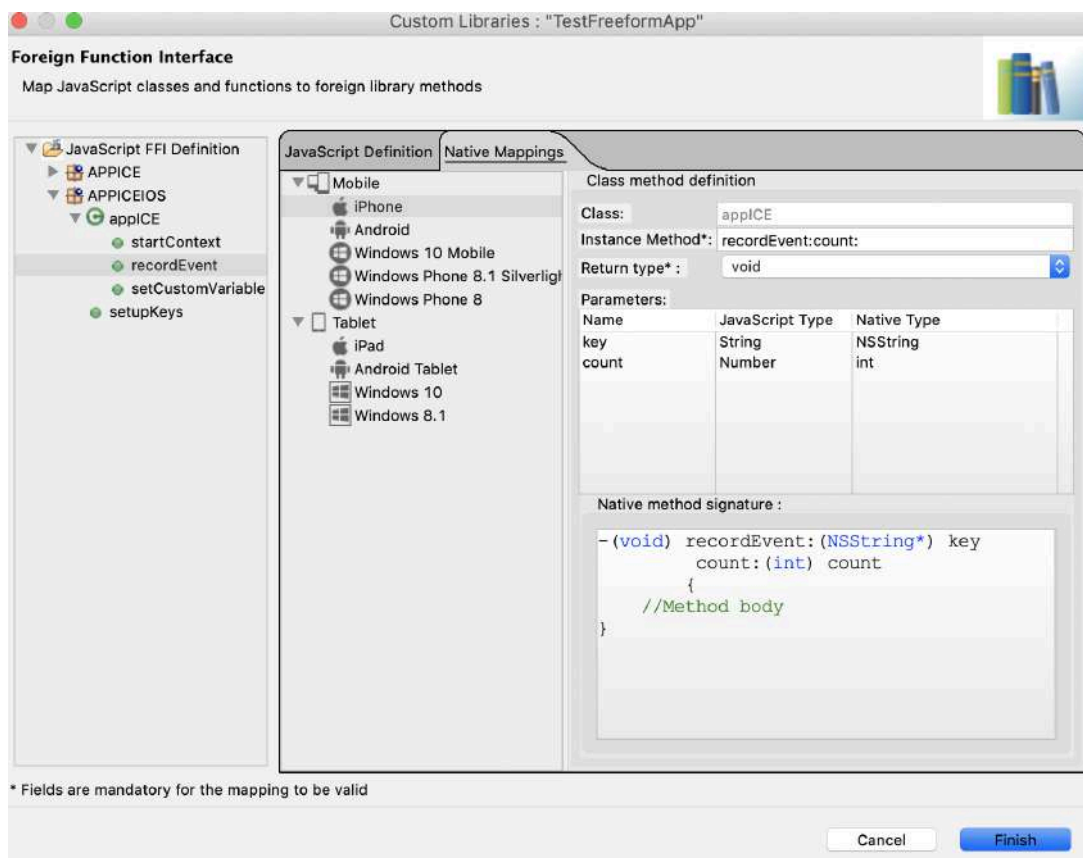 Custom Libraries : "TestFreeformApp"
Foreign Function Interface
Map JavaScript classes and functions to foreign library methods
JavaScript FFI Definition
APPICE
APPICEIOS
appICE
startContext
recordEvent
setCustomVariable
setupKeys
JavaScript Definition
Native Mappings
Mobile
iPhone
Android
Windows 10 Mobile
Windows Phone 8.1 Silverligh
Windows Phone 8
Tablet
iPad
Android Tablet
Windows 10
Windows 8.1
Class method definition
Class: appICE
Instance Method*: recordEvent:count:
Return type* : void
Parameters:
Name JavaScript Type Native Type
key String NSString
count Number int
Native method signature :
-(void) recordEvent:(NSString*) key
count:(int) count
{
//Method body
}
* Fields are mandatory for the mapping to be valid
Cancel Finish